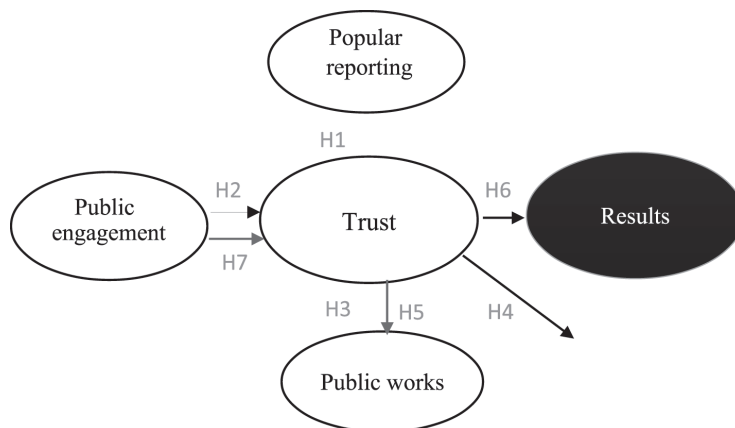 Popular
reporting
H1
Public
engagement
H2
H7
Trust
H6
Results
H3
H5
H4
Public works